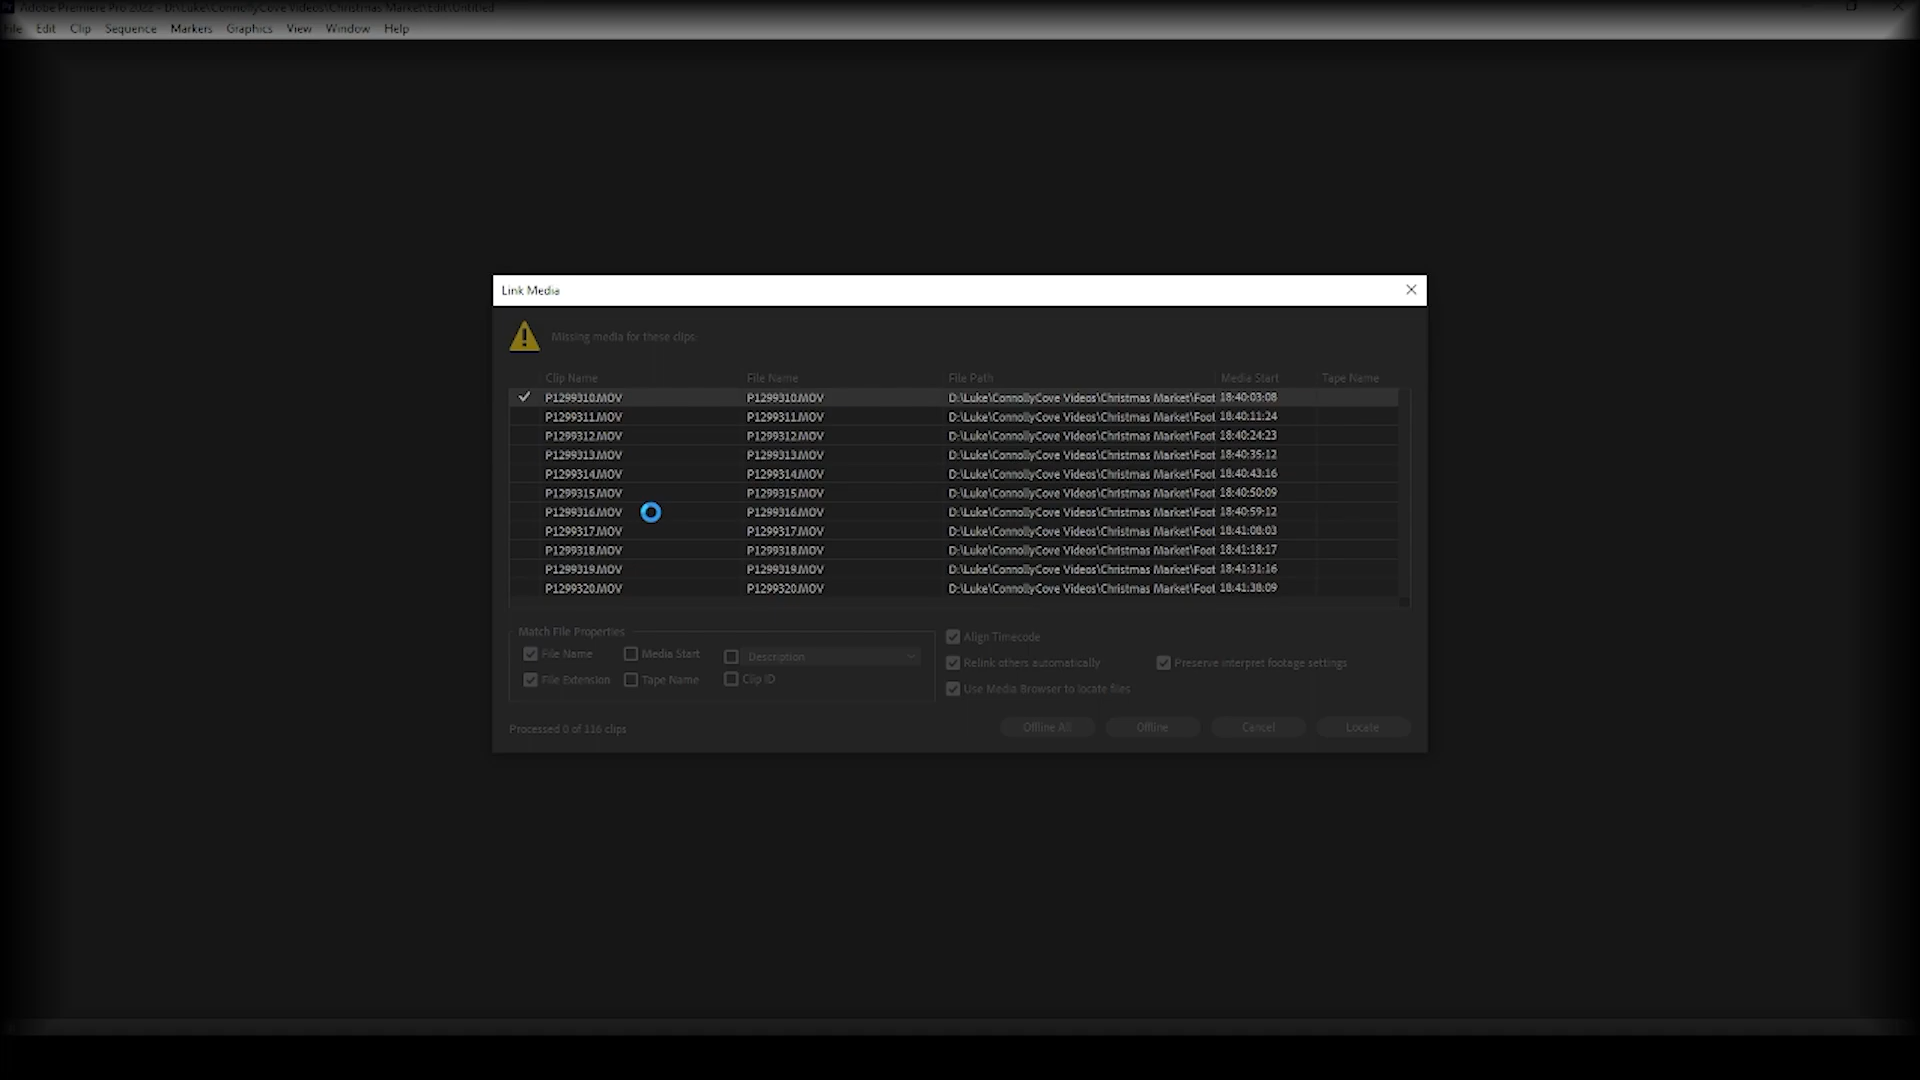 Adobe Premiere Pro 2022 - D:\Luke\ConnollyCove Videos\Christmas Market\Edit\Untitled
File Edit Clip Sequence Markers Graphics View Window Help
Link Media
Missing media for these clips:
Clip Name File Name File Path Media Start Tape Name
P1299310.MOV P1299310.MOV D:\Luke\ConnollyCove Videos\Christmas Market\Foot 18:40:03:08
P1299311.MOV P1299311.MOV D:\Luke\ConnollyCove Videos\Christmas Market\Foot 18:40:11:24
P1299312.MOV P1299312.MOV D:\Luke\ConnollyCove Videos\Christmas Market\Foot 18:40:24:23
P1299313.MOV P1299313.MOV D:\Luke\ConnollyCove Videos\Christmas Market\Foot 18:40:35:12
P1299314.MOV P1299314.MOV D:\Luke\ConnollyCove Videos\Christmas Market\Foot 18:40:43:16
P1299315.MOV P1299315.MOV D:\Luke\ConnollyCove Videos\Christmas Market\Foot 18:40:50:09
P1299316.MOV P1299316.MOV D:\Luke\ConnollyCove Videos\Christmas Market\Foot 18:40:59:12
P1299317.MOV P1299317.MOV D:\Luke\ConnollyCove Videos\Christmas Market\Foot 18:41:08:03
P1299318.MOV P1299318.MOV D:\Luke\ConnollyCove Videos\Christmas Market\Foot 18:41:18:17
P1299319.MOV P1299319.MOV D:\Luke\ConnollyCove Videos\Christmas Market\Foot 18:41:31:16
P1299320.MOV P1299320.MOV D:\Luke\ConnollyCove Videos\Christmas Market\Foot 18:41:38:09
Match File Properties
File Name Media Start Description
File Extension Tape Name Clip ID
Align Timecode
Relink others automatically Preserve interpret footage settings
Use Media Browser to locate files
Processed 0 of 116 clips
Offline All Offline Cancel Locate